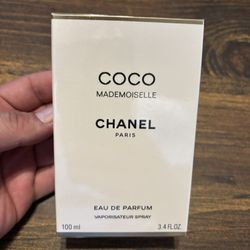 COCO
MADEMOISELLE
CHANEL
PARIS
EAU DE PARFUM
VAPORISATEUR SPRAY
100 ml 3.4 FL.OZ.